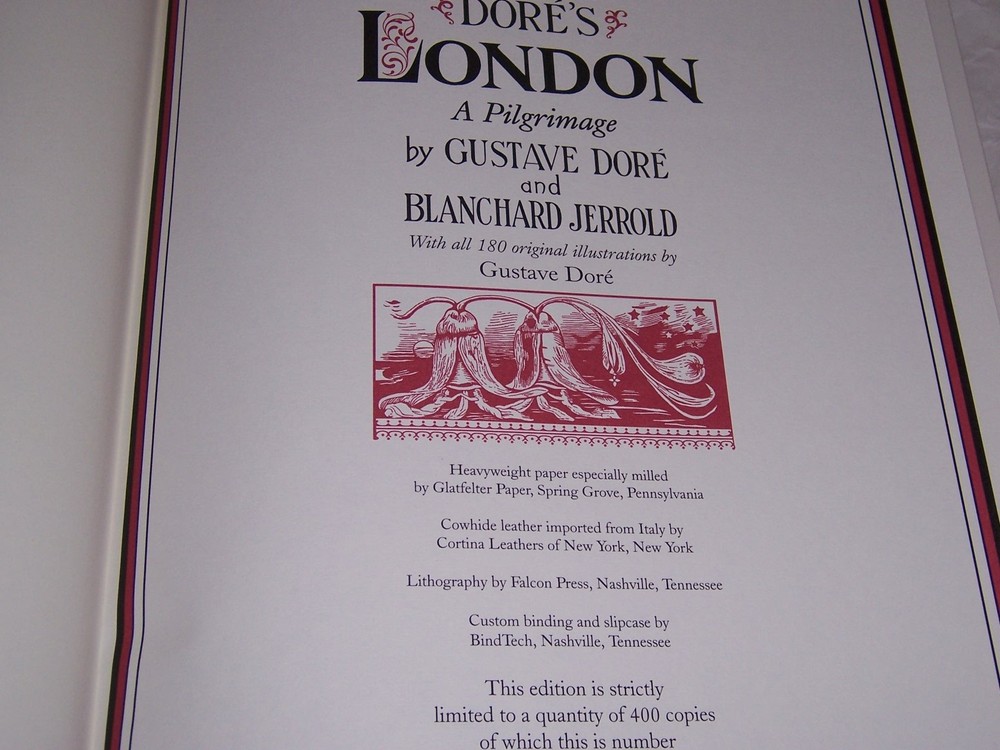 DORÉ'S
LONDON
A Pilgrimage
by GUSTAVE DORÉ
and
BLANCHARD JERROLD
With all 180 original illustrations by
Gustave Doré
Heavyweight paper especially milled
by Glatfelter Paper, Spring Grove, Pennsylvania
Cowhide leather imported from Italy by
Cortina Leathers of New York, New York
Lithography by Falcon Press, Nashville, Tennessee
Custom binding and slipcase by
BindTech, Nashville, Tennessee
This edition is strictly
limited to a quantity of 400 copies
of which this is number